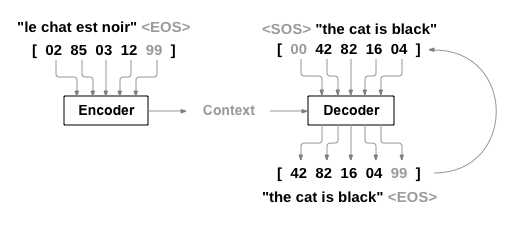 "le chat est noir" <EOS>
[ 02 85 03 12 99 ]
Encoder
Context
<SOS> "the cat is black"
[ 00 42 82 16 04 ]
Decoder
[ 42 82 16 04 99 ]
"the cat is black" <EOS>